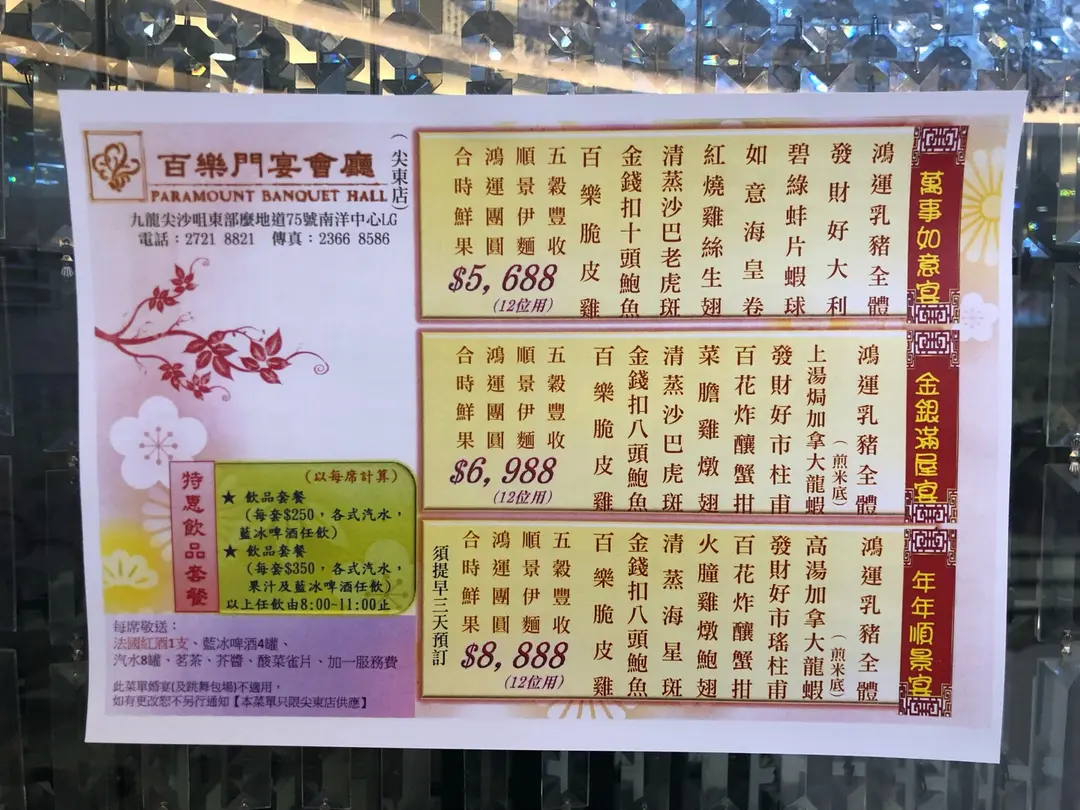 百樂門宴會廳
(尖東店)
PARAMOUNT BANQUET HALL
九龍尖沙咀東部麼地道75號南洋中心LG
電話：2721 8821 傳真：2366 8586
萬事如意宴
鴻運乳豬全體
發財好大利
碧綠蚌片蝦球
如意海皇卷
紅燒雞絲生翅
清蒸沙巴老虎斑
金錢扣十頭鮑魚
百樂脆皮雞
五穀豐收
順景伊麵
鴻運團圓
合時鮮果
$5,688
(12位用)
金銀滿屋宴
鴻運乳豬全體
上湯焗加拿大龍蝦
(煎米底)
發財好市柱甫
百花炸釀蟹拑
菜膽雞燉翅
清蒸沙巴虎斑
金錢扣八頭鮑魚
百樂脆皮雞
五穀豐收
順景伊麵
鴻運團圓
合時鮮果
$6,988
(12位用)
年年順景宴
鴻運乳豬全體
高湯加拿大龍蝦
(煎米底)
發財好市瑤柱甫
百花炸釀蟹拑
火朣雞燉鮑翅
清蒸海星斑
金錢扣八頭鮑魚
百樂脆皮雞
五穀豐收
順景伊麵
鴻運團圓
合時鮮果
$8,888
(12位用)
須提早三天預訂
特惠飲品套餐
(以每席計算)
★ 飲品套餐
(每套$250，各式汽水，
藍冰啤酒任飲)
★ 飲品套餐
(每套$350，各式汽水，
果汁及藍冰啤酒任飲)
以上任飲由8:00~11:00止
每席敬送：
法國紅酒1支、藍冰啤酒4罐、
汽水8罐、茗茶、芥醬、酸菜雀片、加一服務費
此菜單婚宴(及跳舞包場)不適用，
如有更改恕不另行通知【本菜單只限尖東店供應】